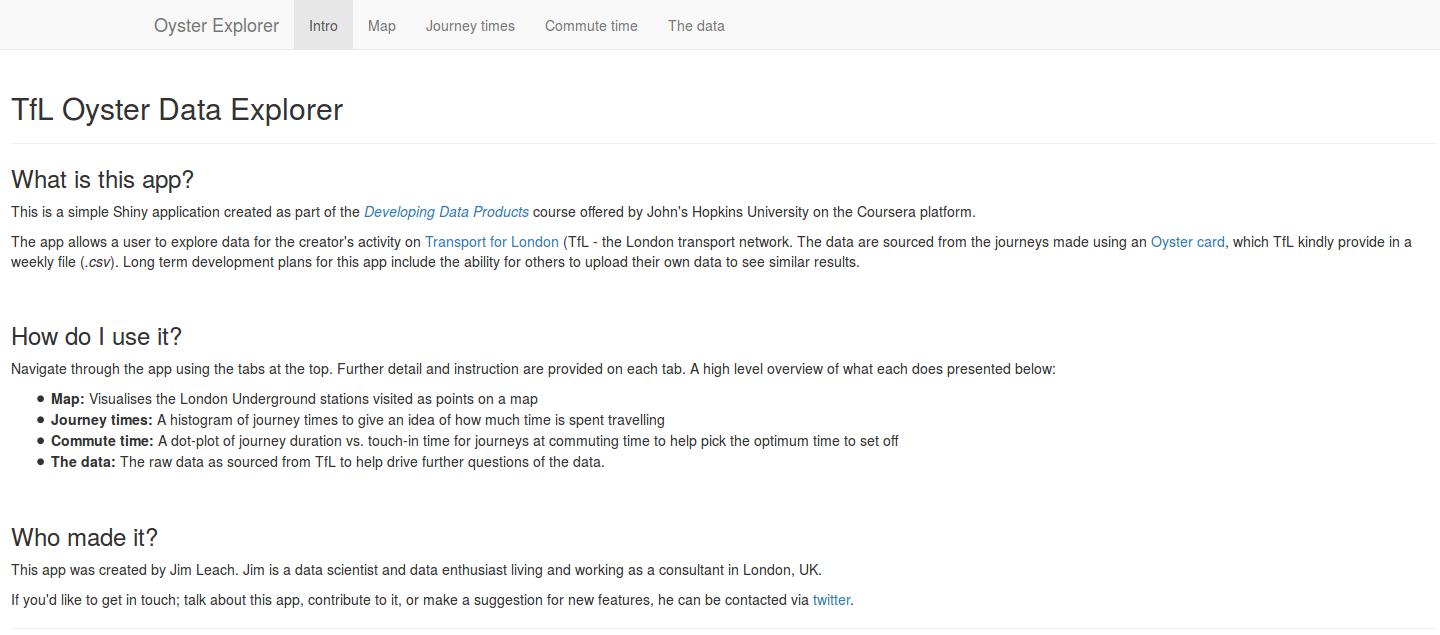 Oyster Explorer Intro Map Journey times Commute time The data
TfL Oyster Data Explorer
What is this app?
This is a simple Shiny application created as part of the Developing Data Products course offered by John's Hopkins University on the Coursera platform.
The app allows a user to explore data for the creator's activity on Transport for London (TfL - the London transport network. The data are sourced from the journeys made using an Oyster card, which TfL kindly provide in a
weekly file (.csv). Long term development plans for this app include the ability for others to upload their own data to see similar results.
How do I use it?
Navigate through the app using the tabs at the top. Further detail and instruction are provided on each tab. A high level overview of what each does presented below:
● Map: Visualises the London Underground stations visited as points on a map
● Journey times: A histogram of journey times to give an idea of how much time is spent travelling
● Commute time: A dot-plot of journey duration vs. touch-in time for journeys at commuting time to help pick the optimum time to set off
● The data: The raw data as sourced from TfL to help drive further questions of the data.
Who made it?
This app was created by Jim Leach. Jim is a data scientist and data enthusiast living and working as a consultant in London, UK.
If you'd like to get in touch; talk about this app, contribute to it, or make a suggestion for new features, he can be contacted via twitter.